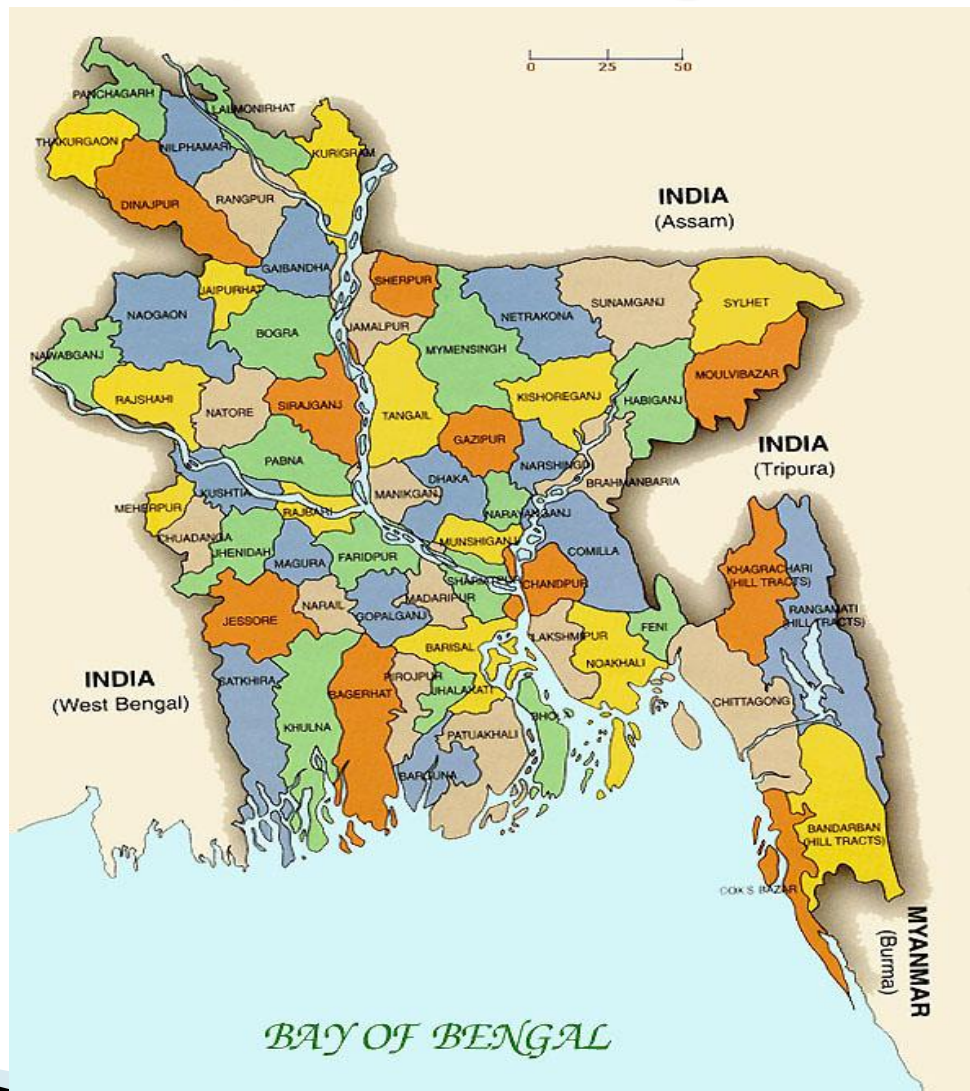 0 25 50
PANCHAGARH
LALMONIRHAT
THAKURGAON
NILPHAMARI
KURIGRAM
DINAJPUR
RANGPUR
INDIA
(Assam)
GAIBANDHA
JAIPURHAT
SHERPUR
NAOGAON
BOGRA
JAMALPUR
NETRAKONA
SUNAMGANJ
SYLHET
MYMENSINGH
NAWABGANJ
RAJSHAHI
NATORE
SIRAJGANJ
TANGAIL
KISHOREGANJ
HABIGANJ
MOULVIBAZAR
GAZIPUR
INDIA
(Tripura)
PABNA
DHAKA
NARSHINGDI
BRAHMANBARIA
KUSHTIA
MANIKGANJ
MEHERPUR
RAJBARI
NARAYANGANJ
CHUADANGA
MUNSHIGANJ
COMILLA
JHENIDAH
MAGURA
FARIDPUR
SHARIATPUR
CHANDPUR
KHAGRACHARI
(HILL TRACTS)
JESSORE
NARAIL
GOPALGANJ
MADARIPUR
RANGAMATI
(HILL TRACTS)
LAKSHMIPUR
FENI
BARISAL
NOAKHALI
INDIA
(West Bengal)
SATKHIRA
KHULNA
BAGERHAT
PIROJPUR
JHALAKATI
BHOLA
CHITTAGONG
PATUAKHALI
BARGUNA
BANDARBAN
(HILL TRACTS)
COX'S BAZAR
MYANMAR
(Burma)
BAY OF BENGAL